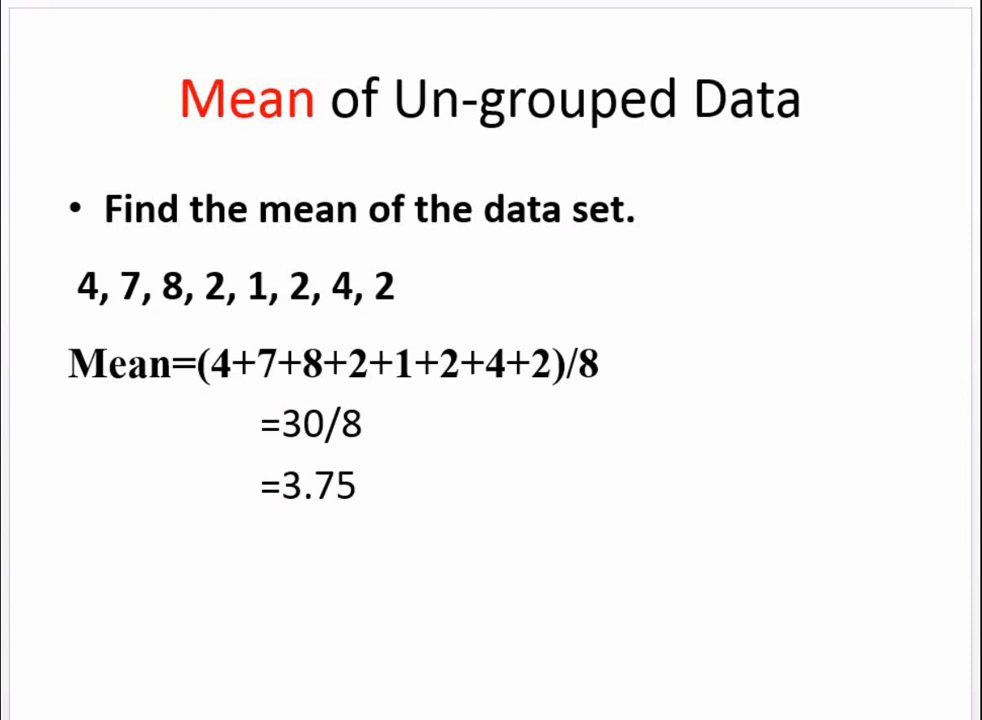 Mean of Un-grouped Data
• Find the mean of the data set.
4, 7, 8, 2, 1, 2, 4, 2
Mean=(4+7+8+2+1+2+4+2)/8
=30/8
=3.75